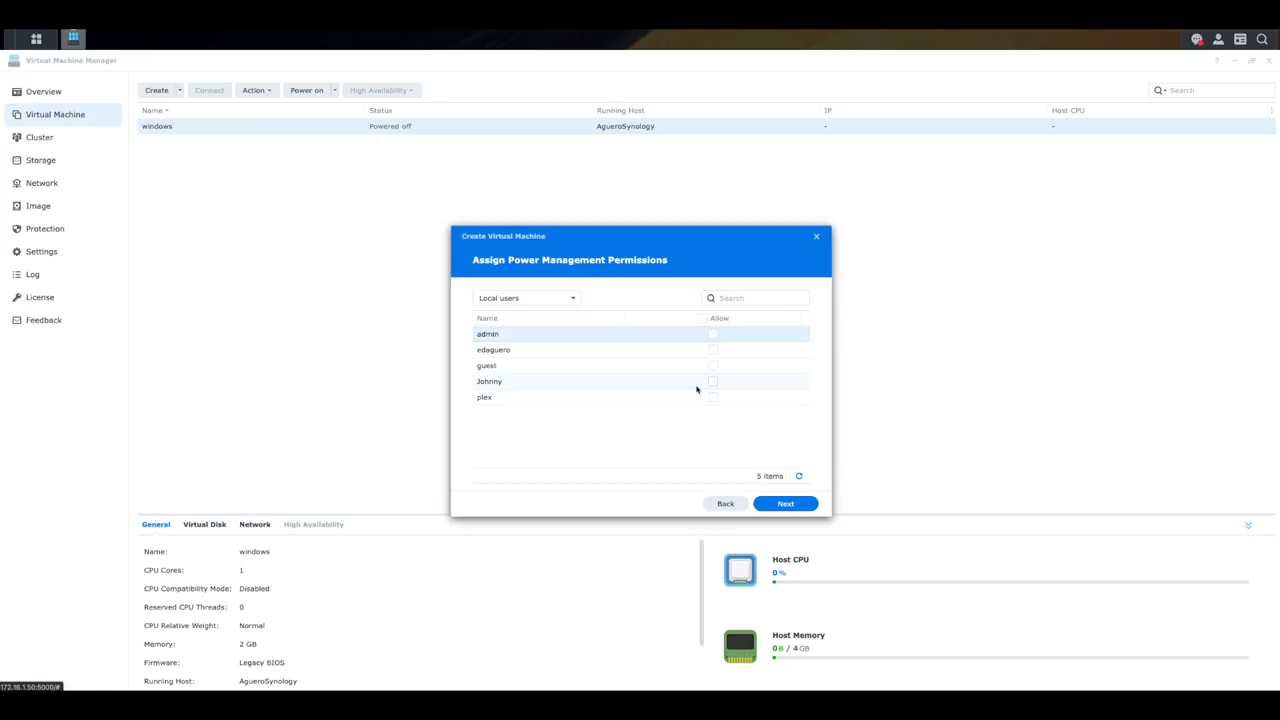 Virtual Machine Manager
?
Create Connect Action Power on High Availability Search
Overview
Virtual Machine
Cluster
Storage
Network
Image
Protection
Settings
Log
License
Feedback
Name Status Running Host IP Host CPU
windows Powered off AgueroSynology - -
Create Virtual Machine
Assign Power Management Permissions
Local users Search
Name Allow
admin
edaguero
guest
Johnny
plex
5 items
Back Next
General Virtual Disk Network High Availability
Name: windows
CPU Cores: 1
CPU Compatibility Mode: Disabled
Reserved CPU Threads: 0
CPU Relative Weight: Normal
Memory: 2 GB
Firmware: Legacy BIOS
Running Host: AgueroSynology
Host CPU
0 %
Host Memory
0 B / 4 GB
172.16.1.50:5000/#